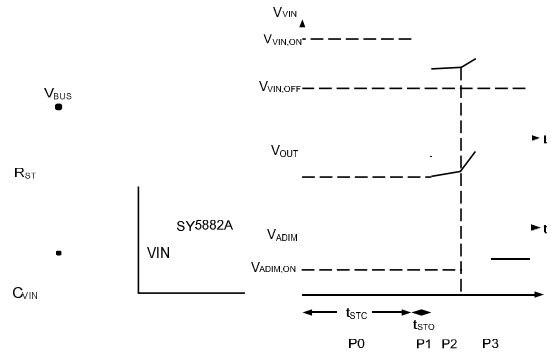 VBUS
RST
SY5882A
VIN
CVIN
VVIN
VVIN,ON
VVIN,OFF
t
VOUT
t
VADIM
VADIM,ON
tSTC
tSTO
P0 P1 P2 P3